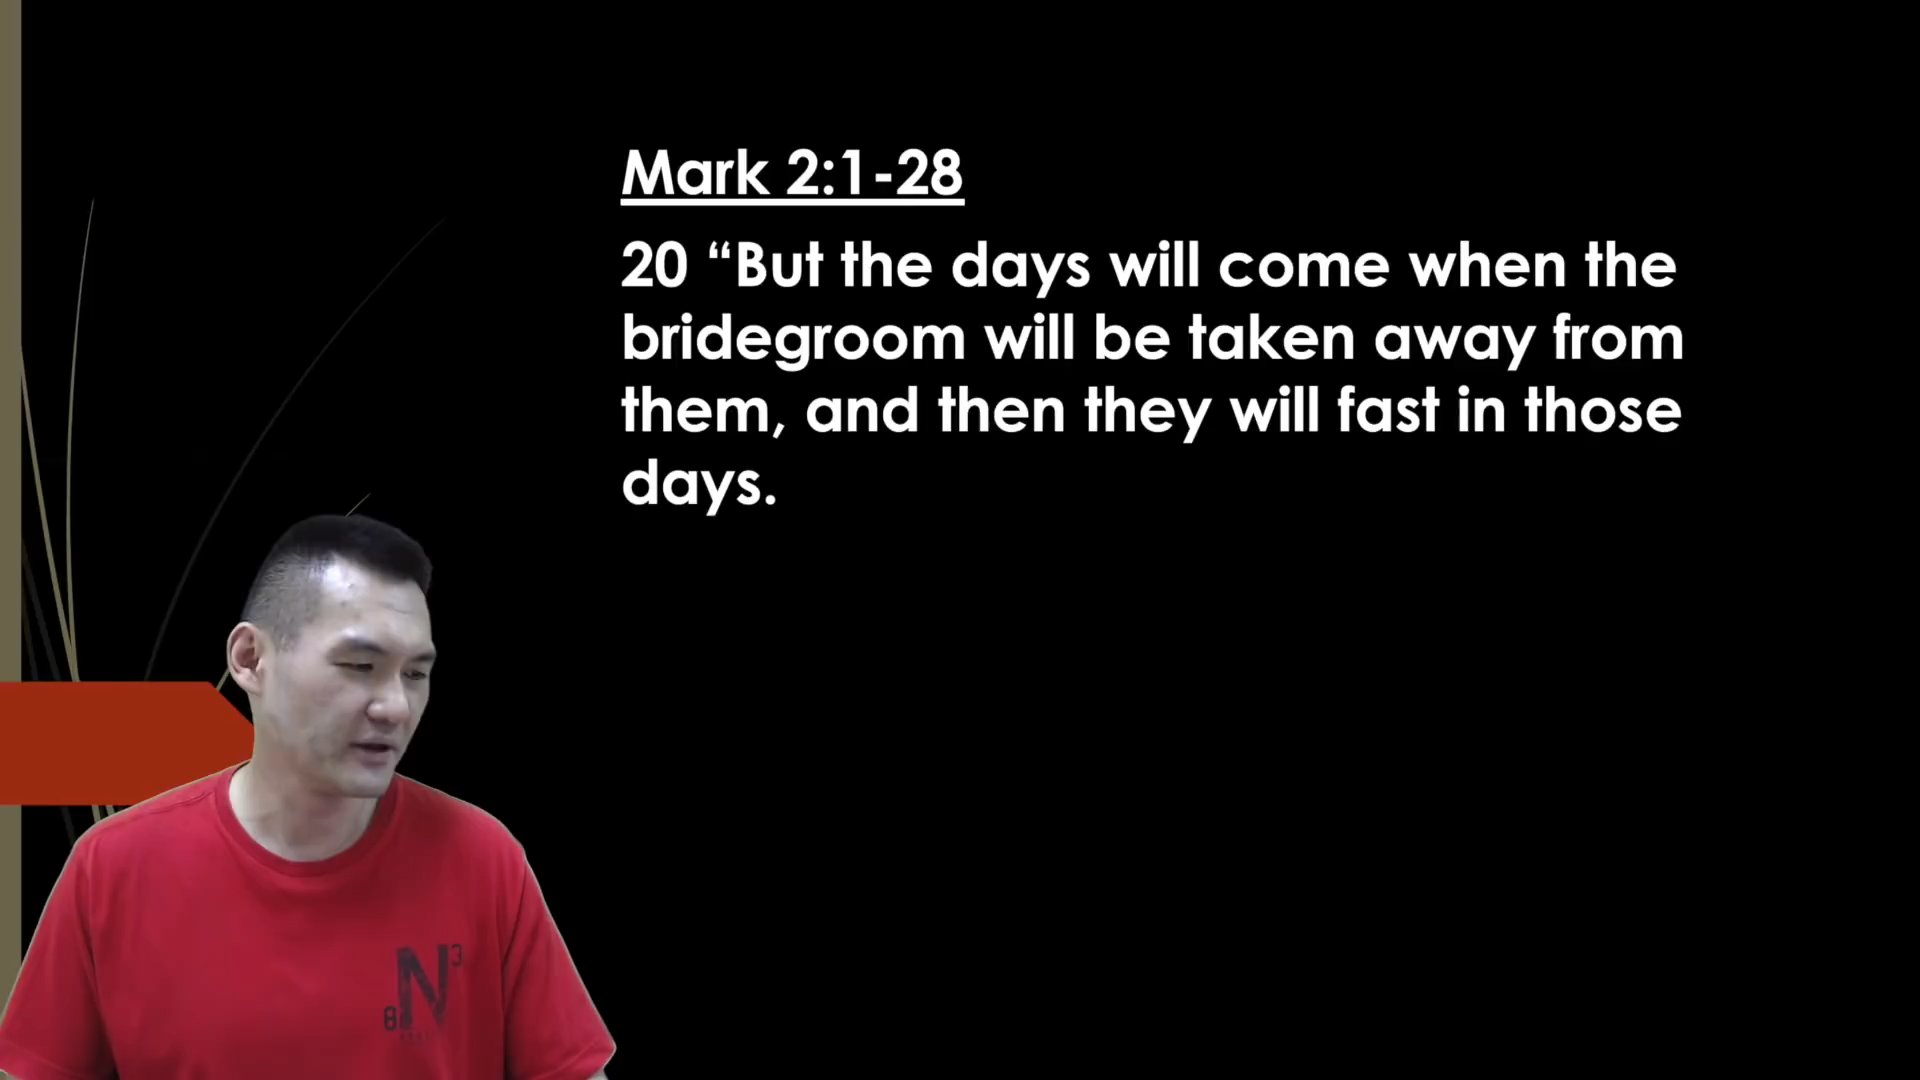 Mark 2:1-28
20 “But the days will come when the
bridegroom will be taken away from
them, and then they will fast in those
days.
N3